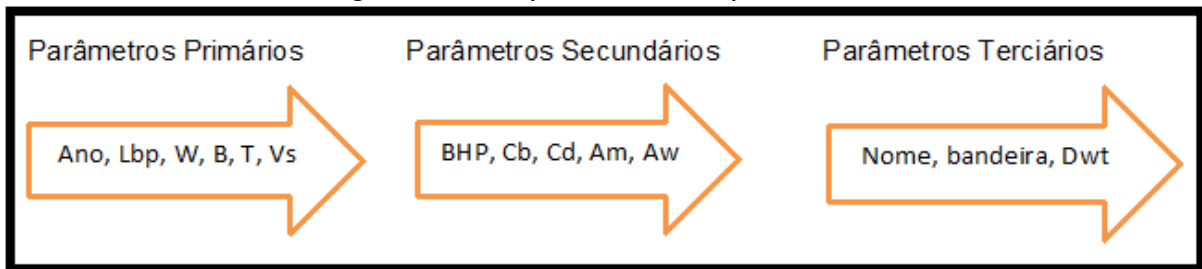 Parâmetros Primários
Parâmetros Secundários
Parâmetros Terciários
Ano, Lbp, W, B, T, Vs
BHP, Cb, Cd, Am, Aw
Nome, bandeira, Dwt